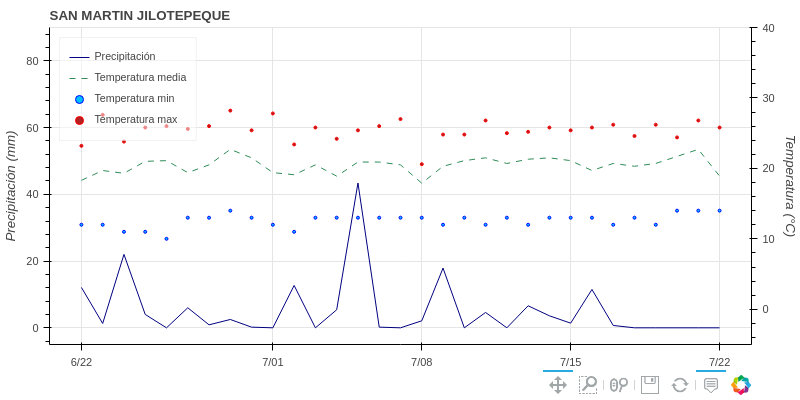 SAN MARTIN JILOTEPEQUE
Precipitación
Temperatura media
Temperatura min
Temperatura max
80
60
40
20
0
Precipitación (mm)
40
30
20
10
0
Temperatura (°C)
6/22
7/01
7/08
7/15
7/22